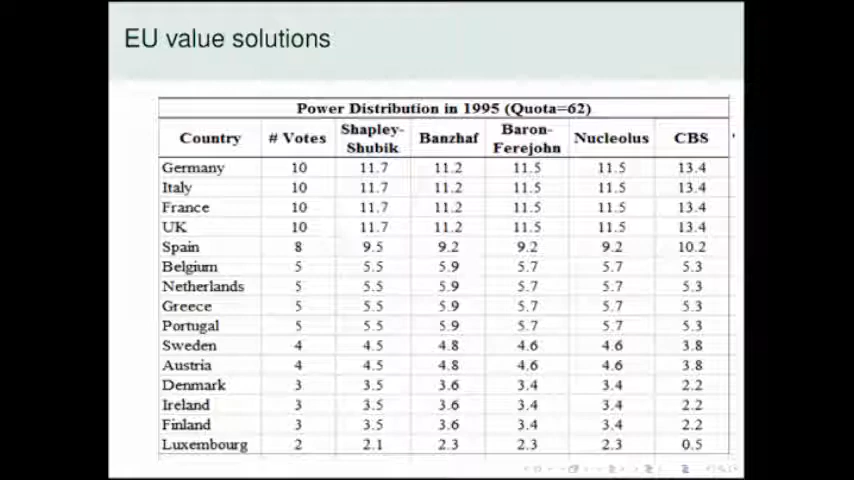 EU value solutions
Power Distribution in 1995 (Quota=62)
Country # Votes Shapley-Shubik Banzhaf Baron-Ferejohn Nucleolus CBS
Germany 10 11.7 11.2 11.5 11.5 13.4
Italy 10 11.7 11.2 11.5 11.5 13.4
France 10 11.7 11.2 11.5 11.5 13.4
UK 10 11.7 11.2 11.5 11.5 13.4
Spain 8 9.5 9.2 9.2 9.2 10.2
Belgium 5 5.5 5.9 5.7 5.7 5.3
Netherlands 5 5.5 5.9 5.7 5.7 5.3
Greece 5 5.5 5.9 5.7 5.7 5.3
Portugal 5 5.5 5.9 5.7 5.7 5.3
Sweden 4 4.5 4.8 4.6 4.6 3.8
Austria 4 4.5 4.8 4.6 4.6 3.8
Denmark 3 3.5 3.6 3.4 3.4 2.2
Ireland 3 3.5 3.6 3.4 3.4 2.2
Finland 3 3.5 3.6 3.4 3.4 2.2
Luxembourg 2 2.1 2.3 2.3 2.3 0.5